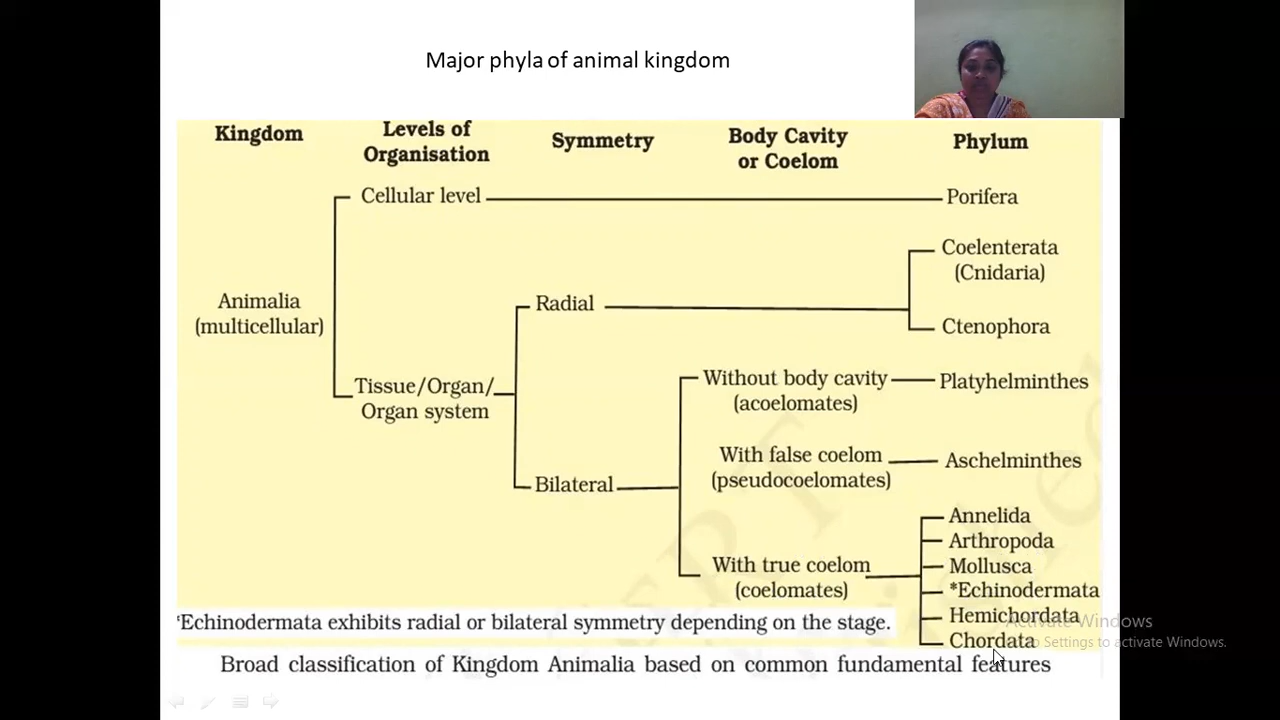 Major phyla of animal kingdom
Kingdom
Levels of
Organisation
Symmetry
Body Cavity
or Coelom
Phylum
Cellular level
Porifera
Coelenterata
(Cnidaria)
Animalia
(multicellular)
Radial
Ctenophora
Tissue/Organ/
Organ system
Without body cavity
(acoelomates)
Platyhelminthes
With false coelom
(pseudocoelomates)
Aschelminthes
Bilateral
With true coelom
(coelomates)
Annelida
Arthropoda
Mollusca
*Echinodermata
Hemichordata
Chordata
*Echinodermata exhibits radial or bilateral symmetry depending on the stage.
Broad classification of Kingdom Animalia based on common fundamental features
Activate Windows
to Settings to activate Windows.